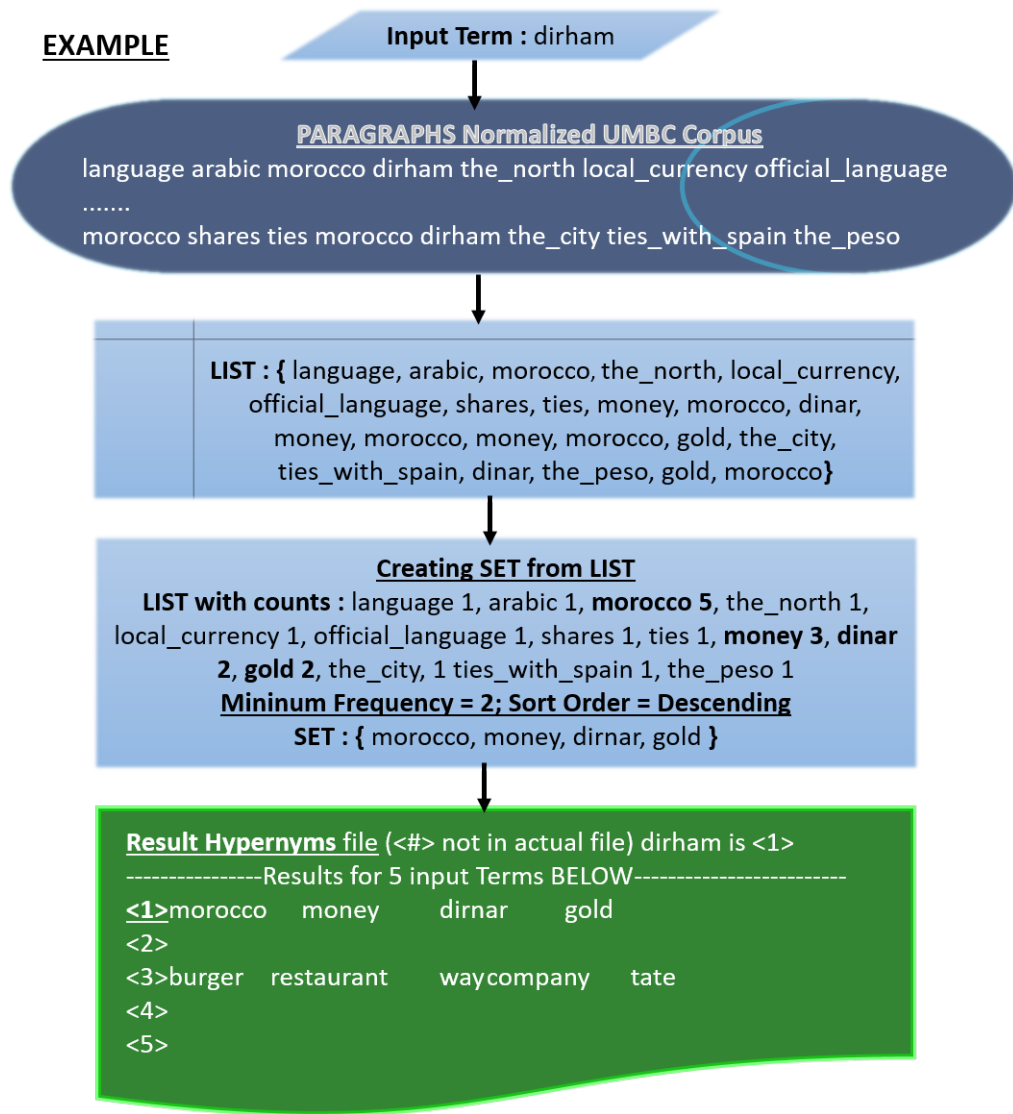 EXAMPLE
Input Term : dirham
PARAGRAPHS Normalized UMBC Corpus
language arabic morocco dirham the_north local_currency official_language
.......
morocco shares ties morocco dirham the_city ties_with_spain the_peso
LIST : { language, arabic, morocco, the_north, local_currency,
official_language, shares, ties, money, morocco, dinar,
money, morocco, money, morocco, gold, the_city,
ties_with_spain, dinar, the_peso, gold, morocco}
Creating SET from LIST
LIST with counts : language 1, arabic 1, morocco 5, the_north 1,
local_currency 1, official_language 1, shares 1, ties 1, money 3, dinar
2, gold 2, the_city, 1 ties_with_spain 1, the_peso 1
Mininum Frequency = 2; Sort Order = Descending
SET : { morocco, money, dirnar, gold }
Result Hypernyms file (<#> not in actual file) dirham is <1>
----------------Results for 5 input Terms BELOW-------------------------
<1>morocco money dirnar gold
<2>
<3>burger restaurant waycompany tate
<4>
<5>